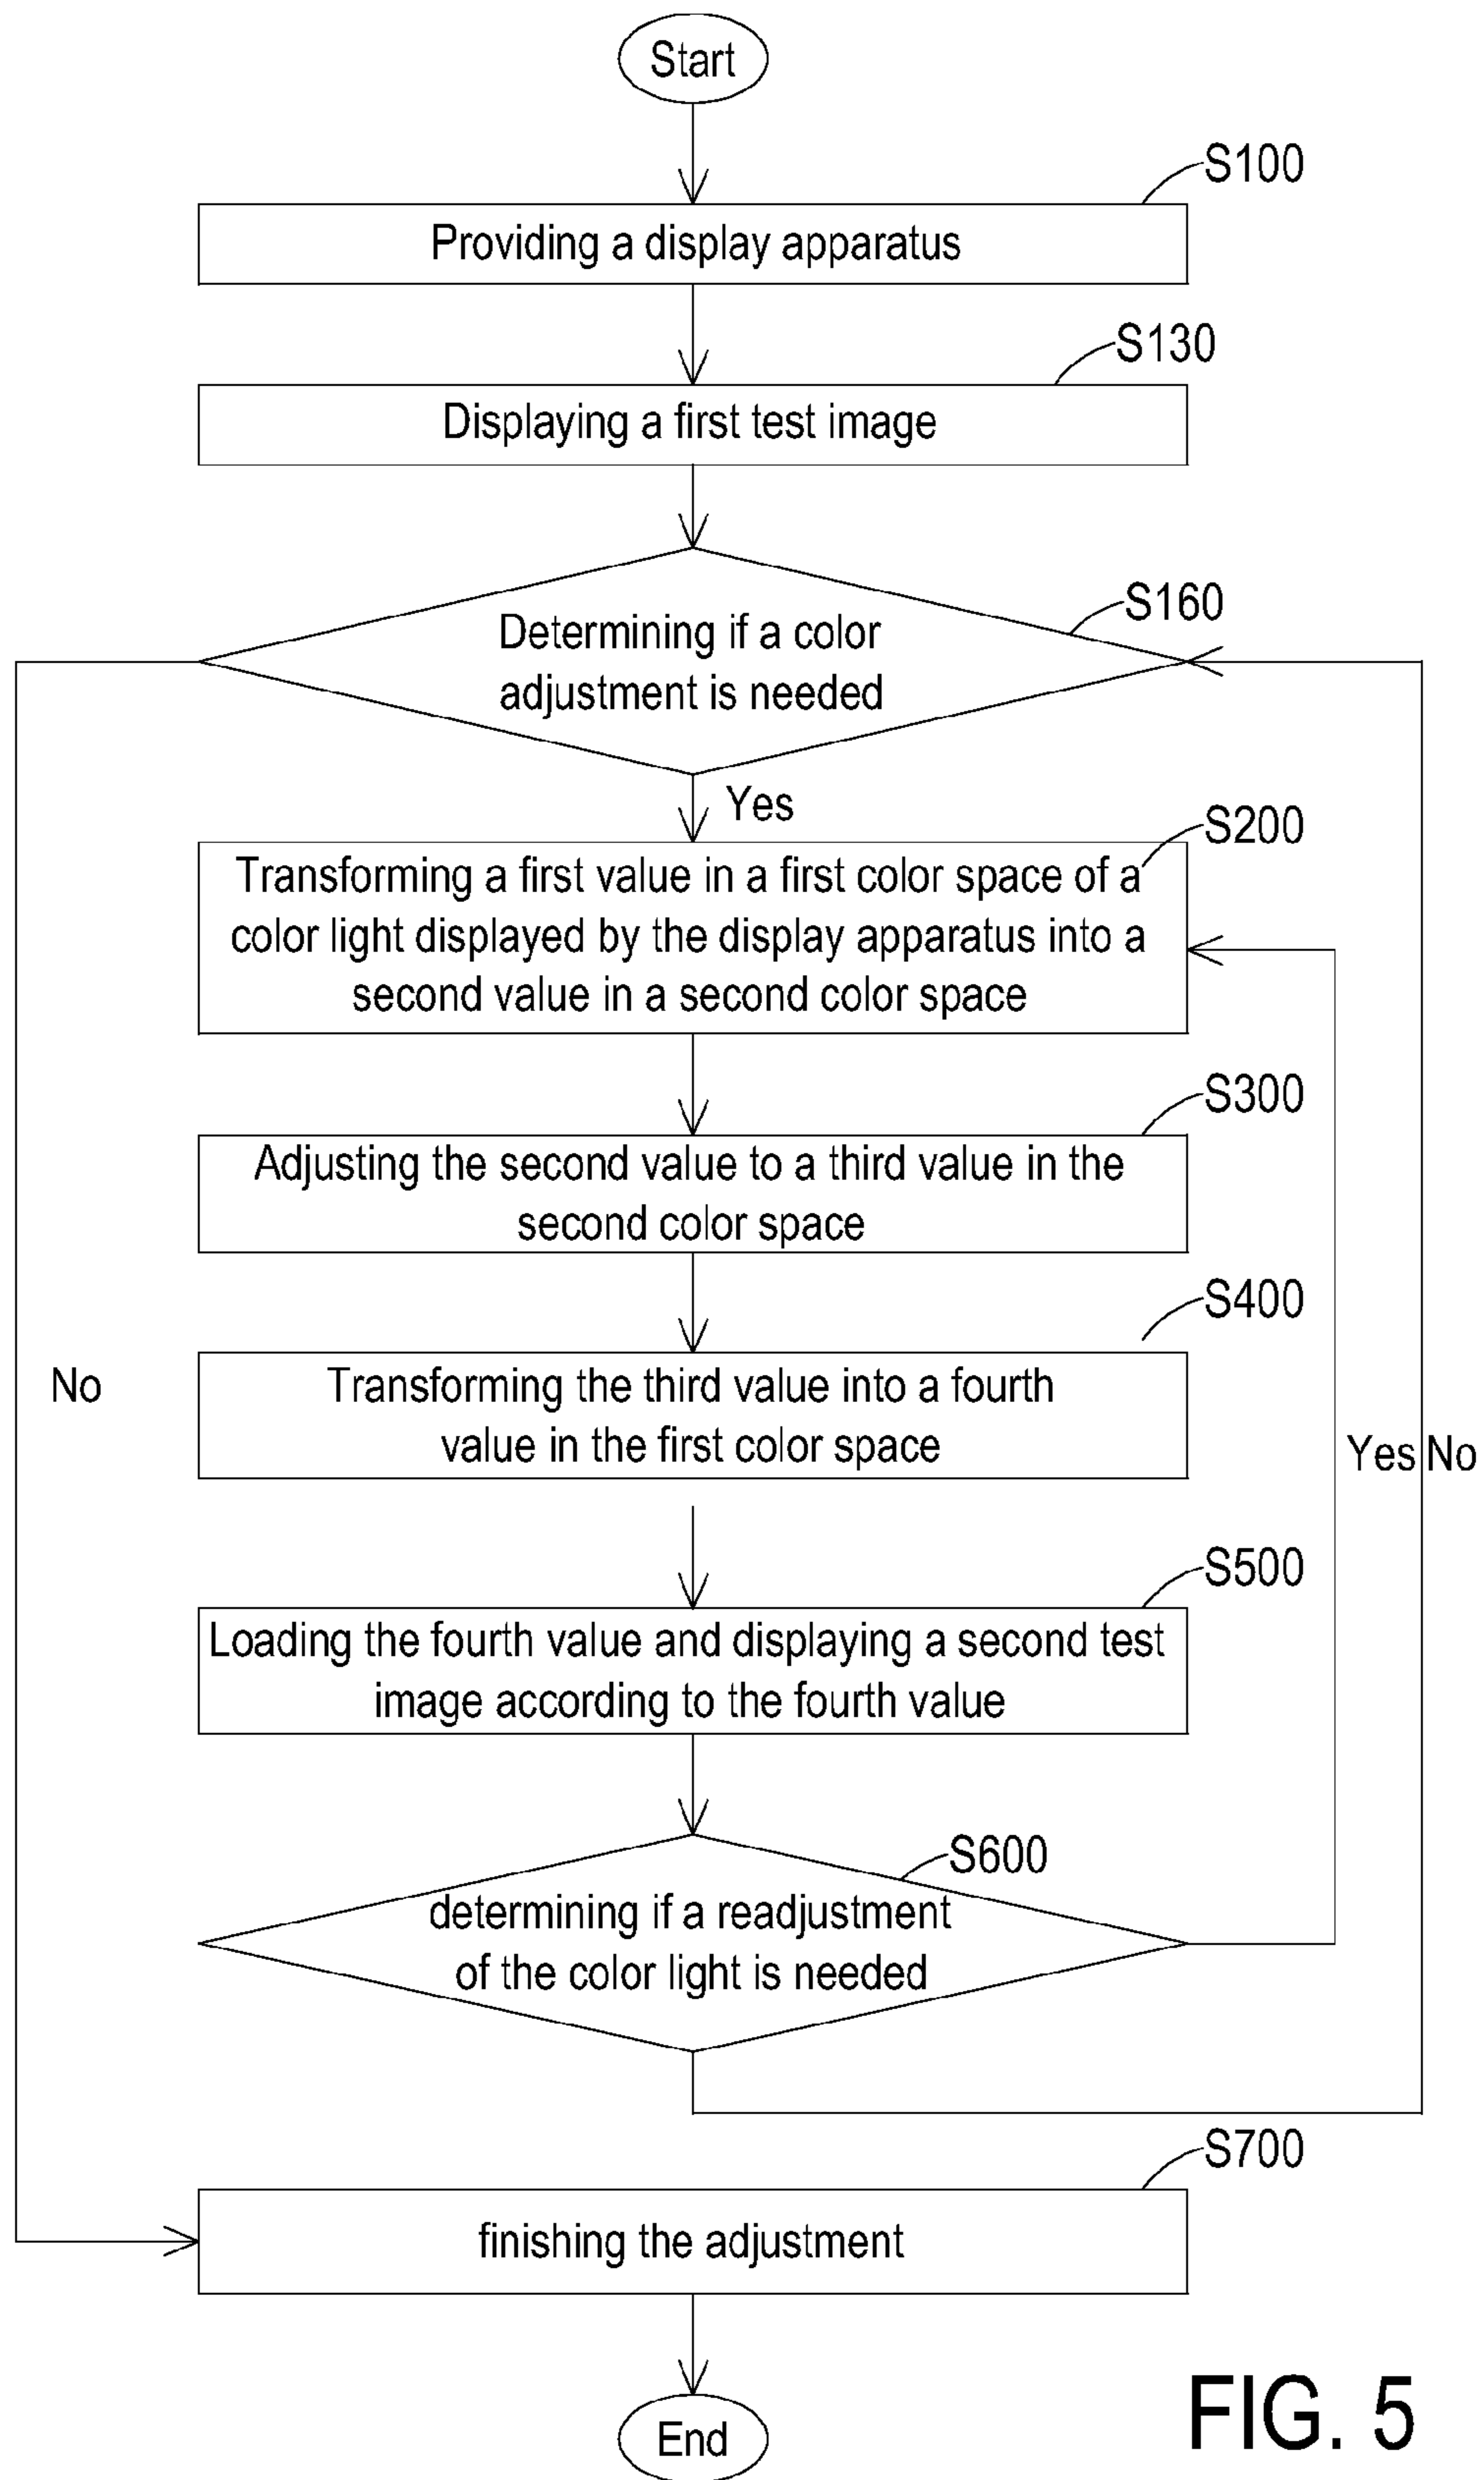 Start
S100
Providing a display apparatus
S130
Displaying a first test image
S160
Determining if a color
adjustment is needed
Yes
S200
Transforming a first value in a first color space of a
color light displayed by the display apparatus into a
second value in a second color space
S300
Adjusting the second value to a third value in the
second color space
S400
No
Transforming the third value into a fourth
value in the first color space
Yes No
S500
Loading the fourth value and displaying a second test
image according to the fourth value
S600
determining if a readjustment
of the color light is needed
S700
finishing the adjustment
End
FIG. 5